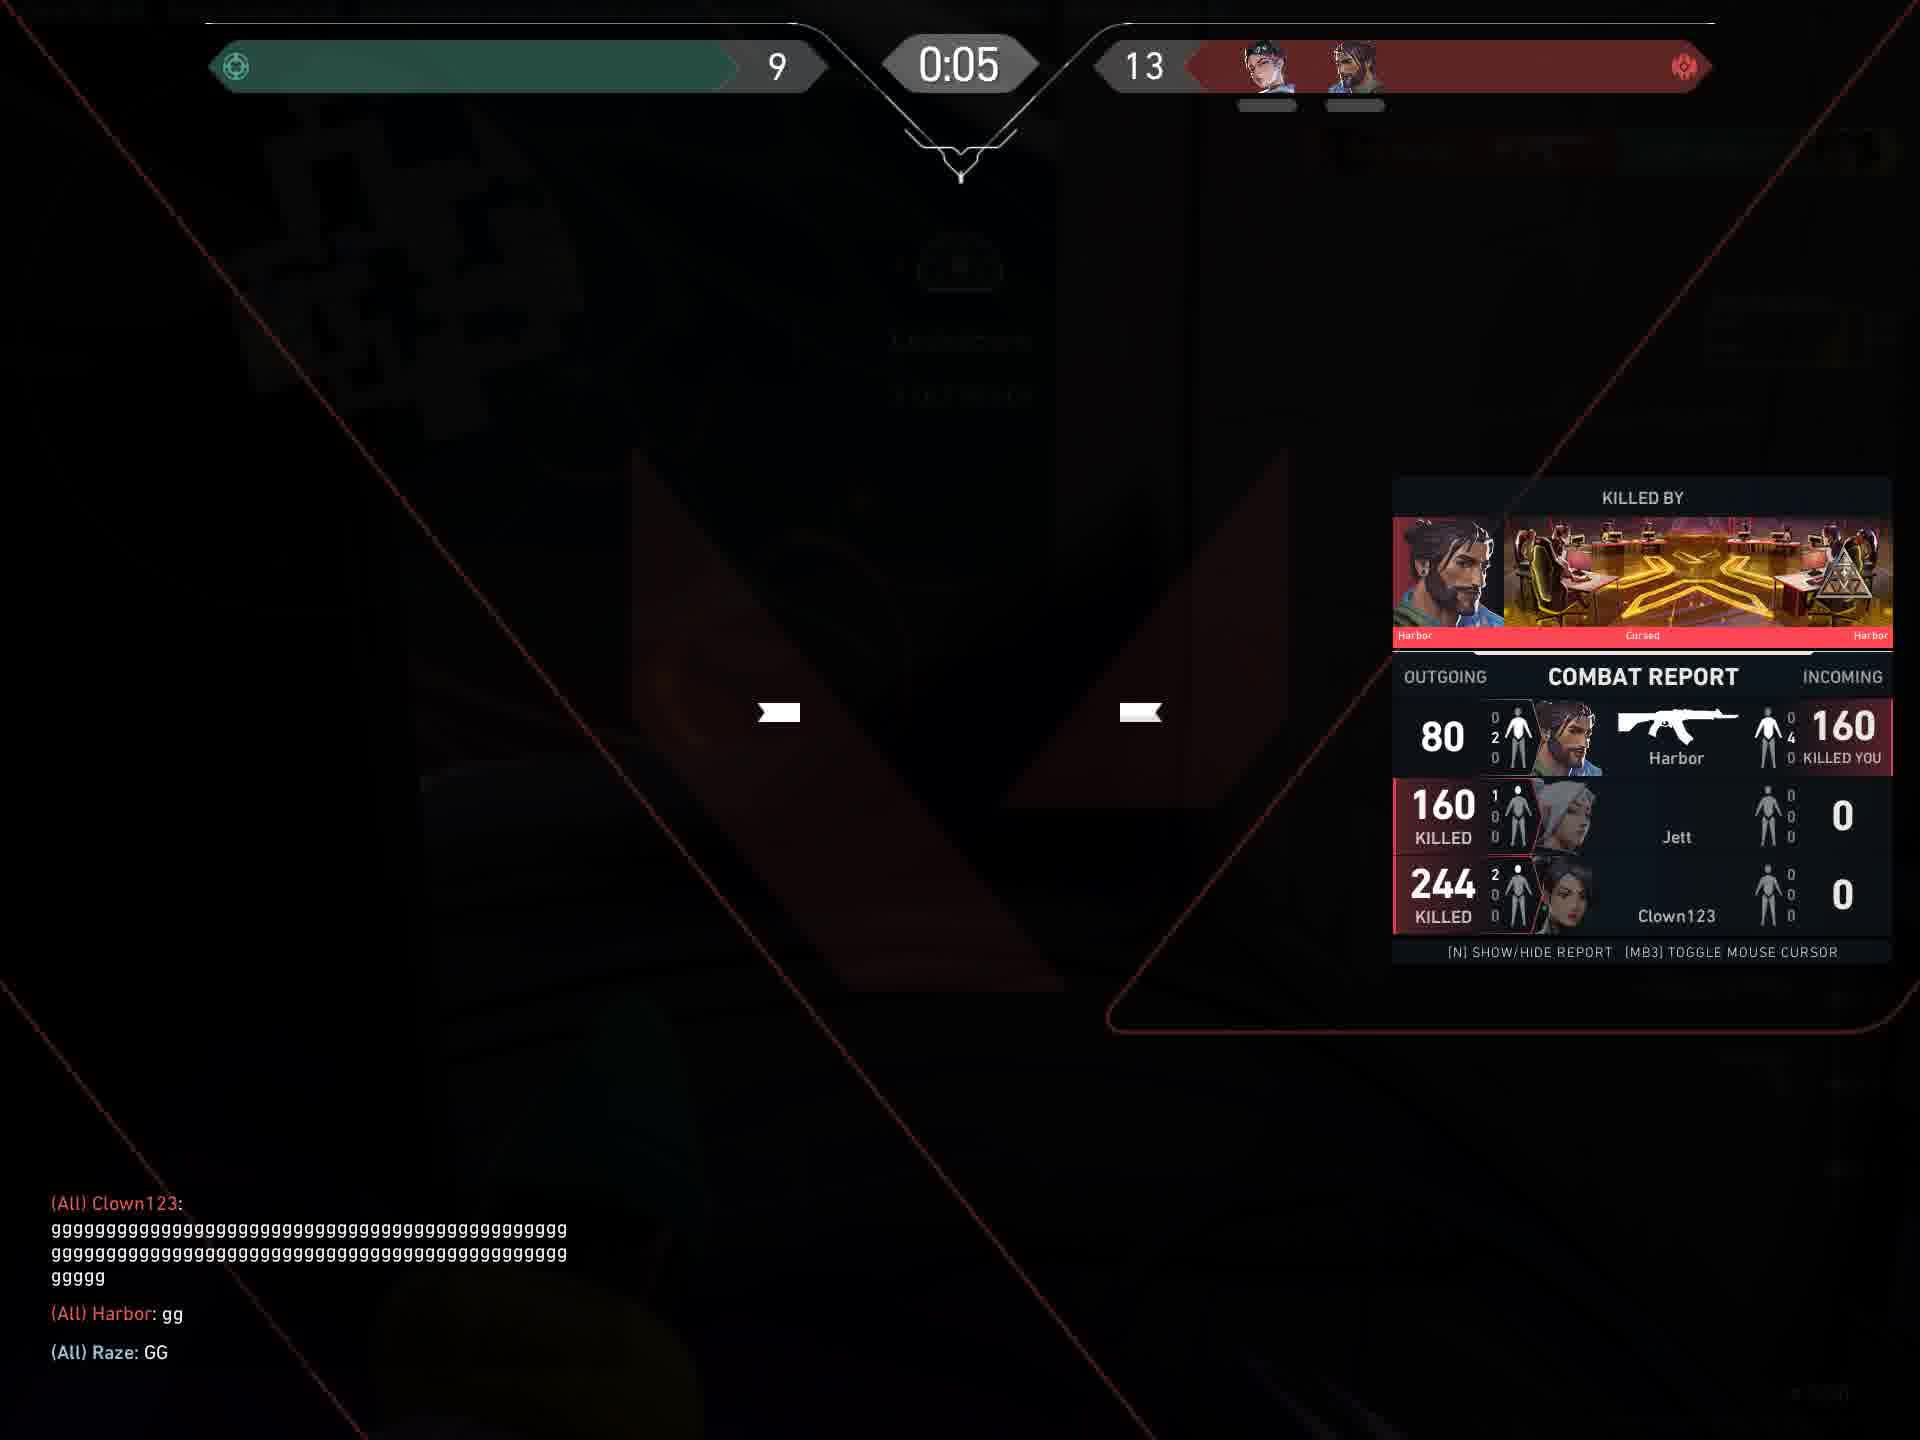 9
0:05
13
KILLED BY
Harbor Cursed Harbor
OUTGOING COMBAT REPORT INCOMING
80 0 2 0 Harbor 0 4 0 160 KILLED YOU
160 KILLED 1 0 0 Jett 0 0 0 0
244 KILLED 2 0 0 Clown123 0 0 0 0
[N] SHOW/HIDE REPORT [MB3] TOGGLE MOUSE CURSOR
(All) Clown123:
ggggggggggggggggggggggggggggggggggggggggggggggg
ggggggggggggggggggggggggggggggggggggggggggggggg
ggggg
(All) Harbor: gg
(All) Raze: GG